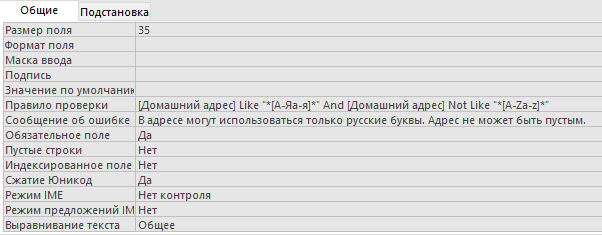 Общие Подстановка
Размер поля 35
Формат поля
Маска ввода
Подпись
Значение по умолчанию
Правило проверки [Домашний адрес] Like "*[А-Яа-я]*" And [Домашний адрес] Not Like "*[A-Za-z]*"
Сообщение об ошибке В адресе могут использоваться только русские буквы. Адрес не может быть пустым.
Обязательное поле Да
Пустые строки Нет
Индексированное поле Нет
Сжатие Юникод Да
Режим IME Нет контроля
Режим предложений IM Нет
Выравнивание текста Общее